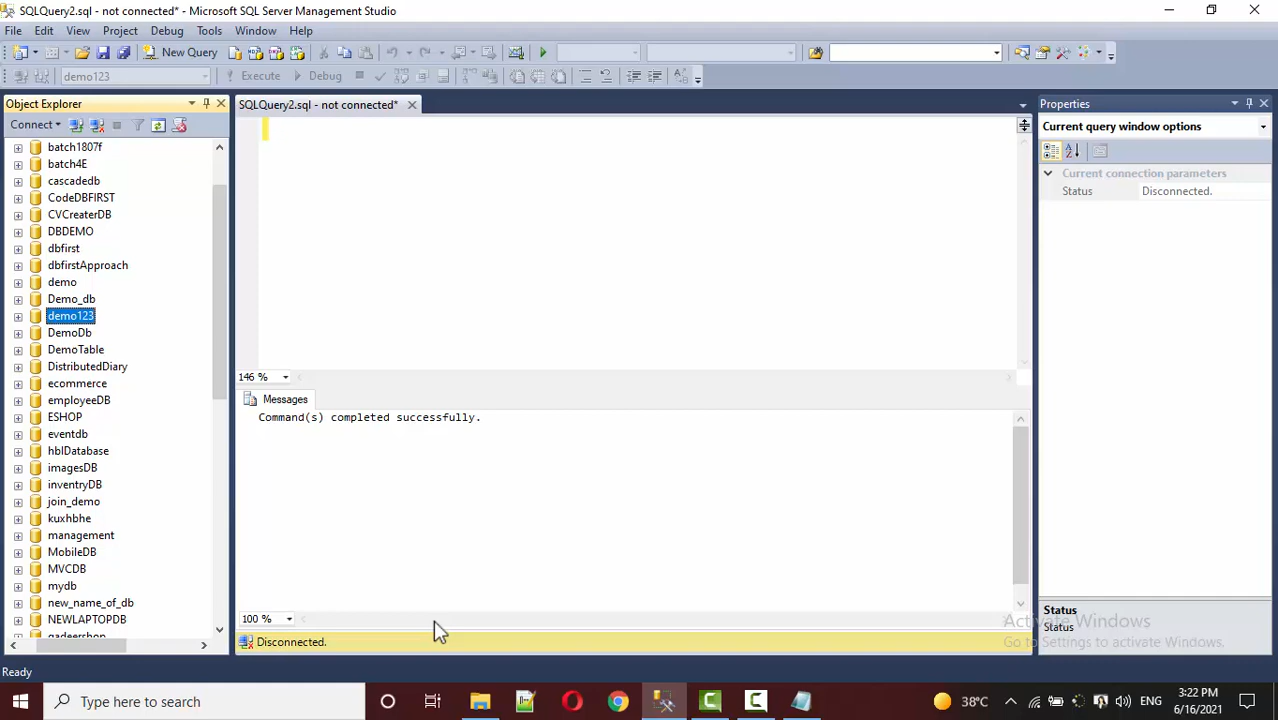 SQLQuery2.sql - not connected* - Microsoft SQL Server Management Studio
File Edit View Project Debug Tools Window Help
New Query
demo123 Execute Debug
Object Explorer
Connect
batch1807f
batch4E
cascadedb
CodeDBFIRST
CVCreaterDB
DBDEMO
dbfirst
dbfirstApproach
demo
Demo_db
demo123
DemoDb
DemoTable
DistributedDiary
ecommerce
employeeDB
ESHOP
eventdb
hblDatabase
imagesDB
inventryDB
join_demo
kuxhbhe
management
MobileDB
MVCDB
mydb
new_name_of_db
NEWLAPTOPDB
qadeershop
SQLQuery2.sql - not connected*
146 %
Messages
Command(s) completed successfully.
100 %
Disconnected.
Properties
Current query window options
Current connection parameters
Status Disconnected.
Status
Status
Activate Windows
Go to Settings to activate Windows.
Ready
Type here to search
38°C
ENG
3:22 PM
6/16/2021